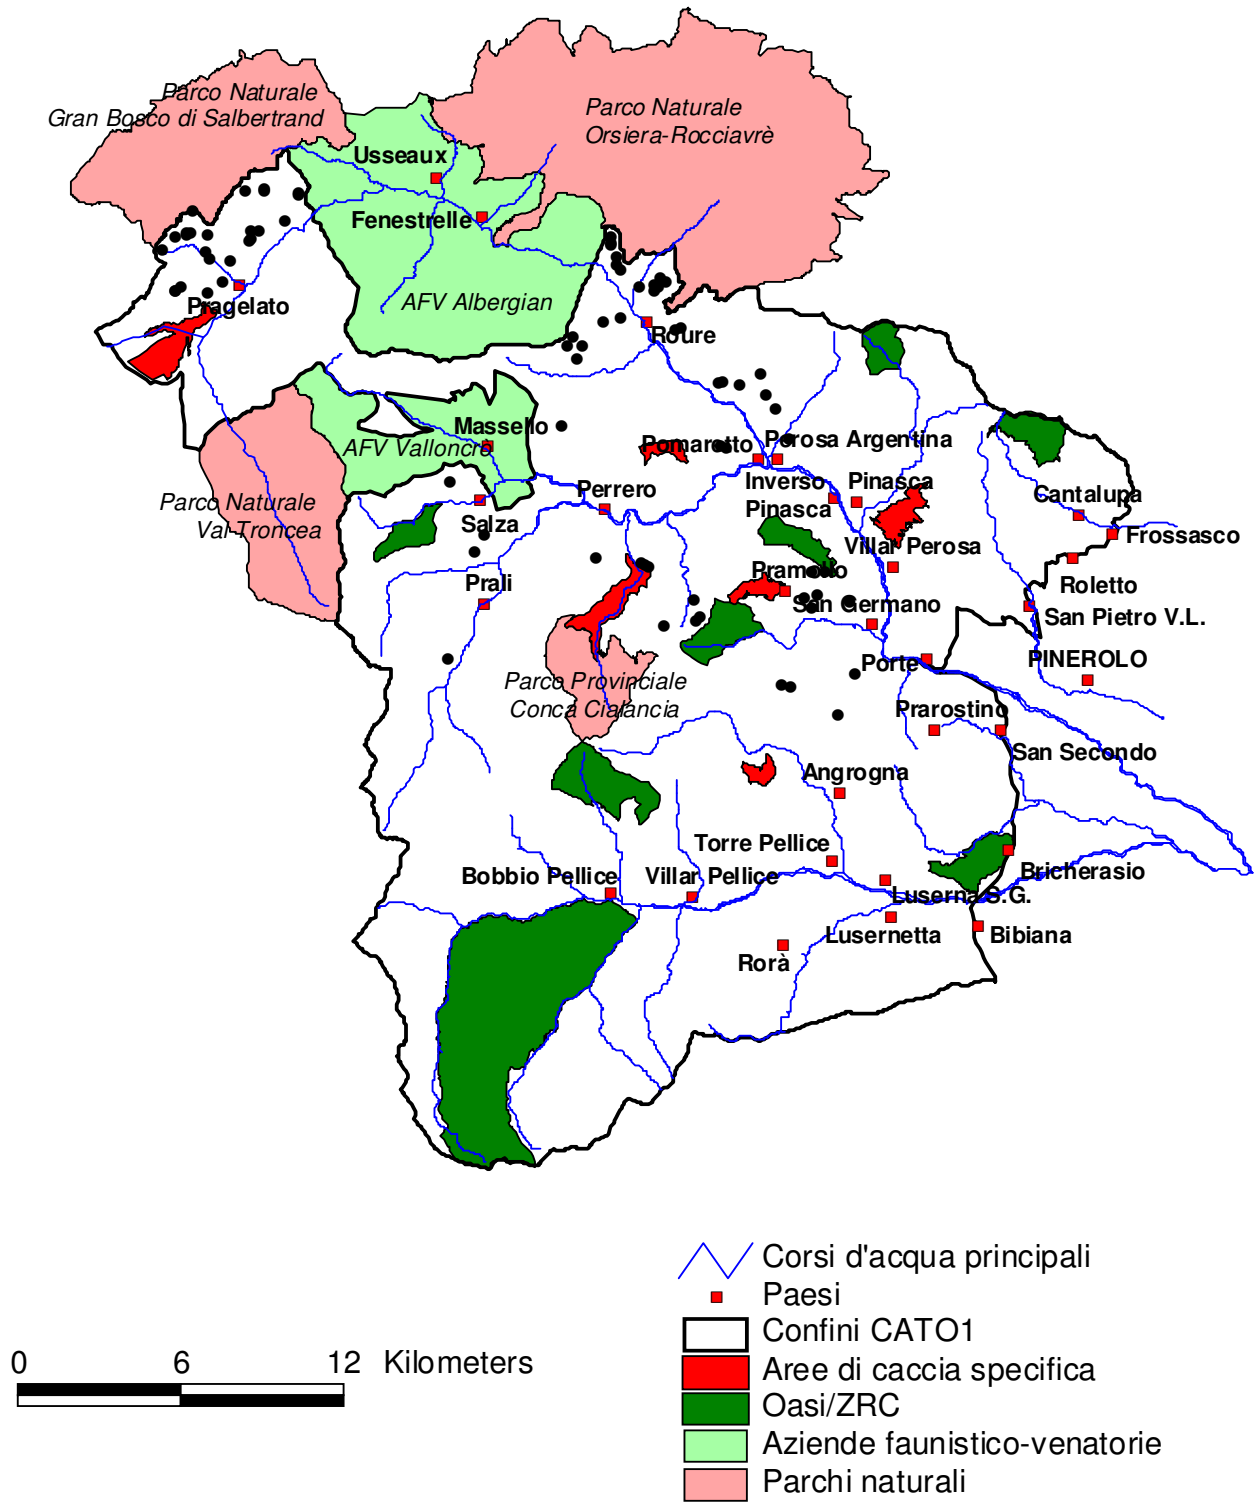 Parco Naturale
Gran Bosco di Salbertrand
Parco Naturale
Orsiera-Rocciavrè
Usseaux
Fenestrelle
AFV Albergian
Pragelato
Roure
Massello
AFV Valloncrò
Pomaretto
Perosa Argentina
Parco Naturale
Val Troncea
Perrero
Inverso
Pinasca
Pinasca
Cantalupa
Salza
Frossasco
Villar Perosa
Prali
Pramollo
Roletto
San Germano
San Pietro V.L.
Porte
PINEROLO
Parco Provinciale
Conca Cialancia
Prarostino
San Secondo
Angrogna
Torre Pellice
Bobbio Pellice
Villar Pellice
Bricherasio
Luserna S.G.
Lusernetta
Bibiana
Rorà
Corsi d'acqua principali
Paesi
Confini CATO1
0 6 12 Kilometers
Aree di caccia specifica
Oasi/ZRC
Aziende faunistico-venatorie
Parchi naturali